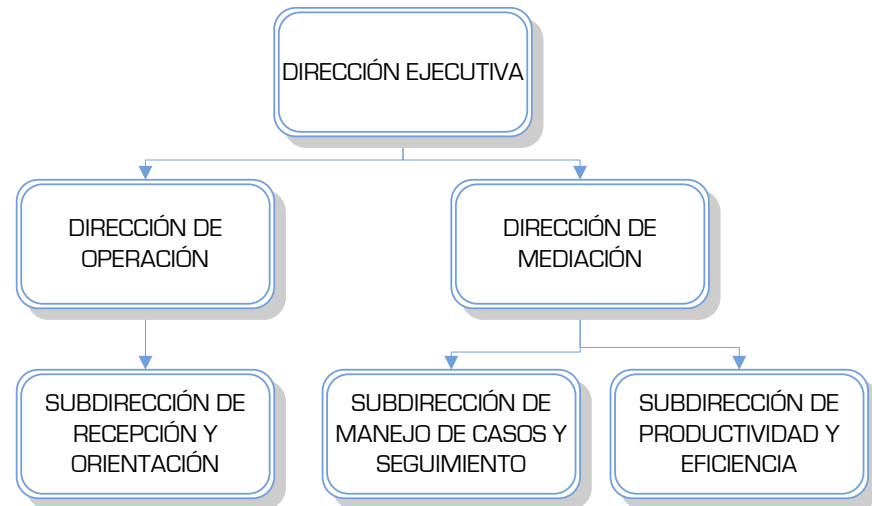 DIRECCIÓN EJECUTIVA
DIRECCIÓN DE
OPERACIÓN
DIRECCIÓN DE
MEDIACIÓN
SUBDIRECCIÓN DE
RECEPCIÓN Y
ORIENTACIÓN
SUBDIRECCIÓN DE
MANEJO DE CASOS Y
SEGUIMIENTO
SUBDIRECCIÓN DE
PRODUCTIVIDAD Y
EFICIENCIA